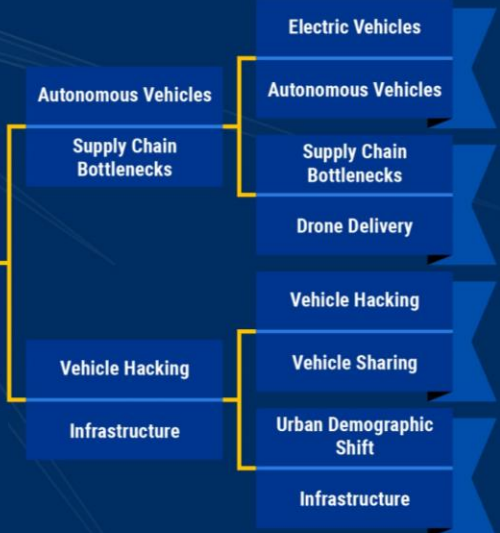 Electric Vehicles
Autonomous Vehicles
Autonomous Vehicles
Supply Chain
Bottlenecks
Supply Chain
Bottlenecks
Drone Delivery
Vehicle Hacking
Vehicle Sharing
Vehicle Hacking
Infrastructure
Urban Demographic
Shift
Infrastructure